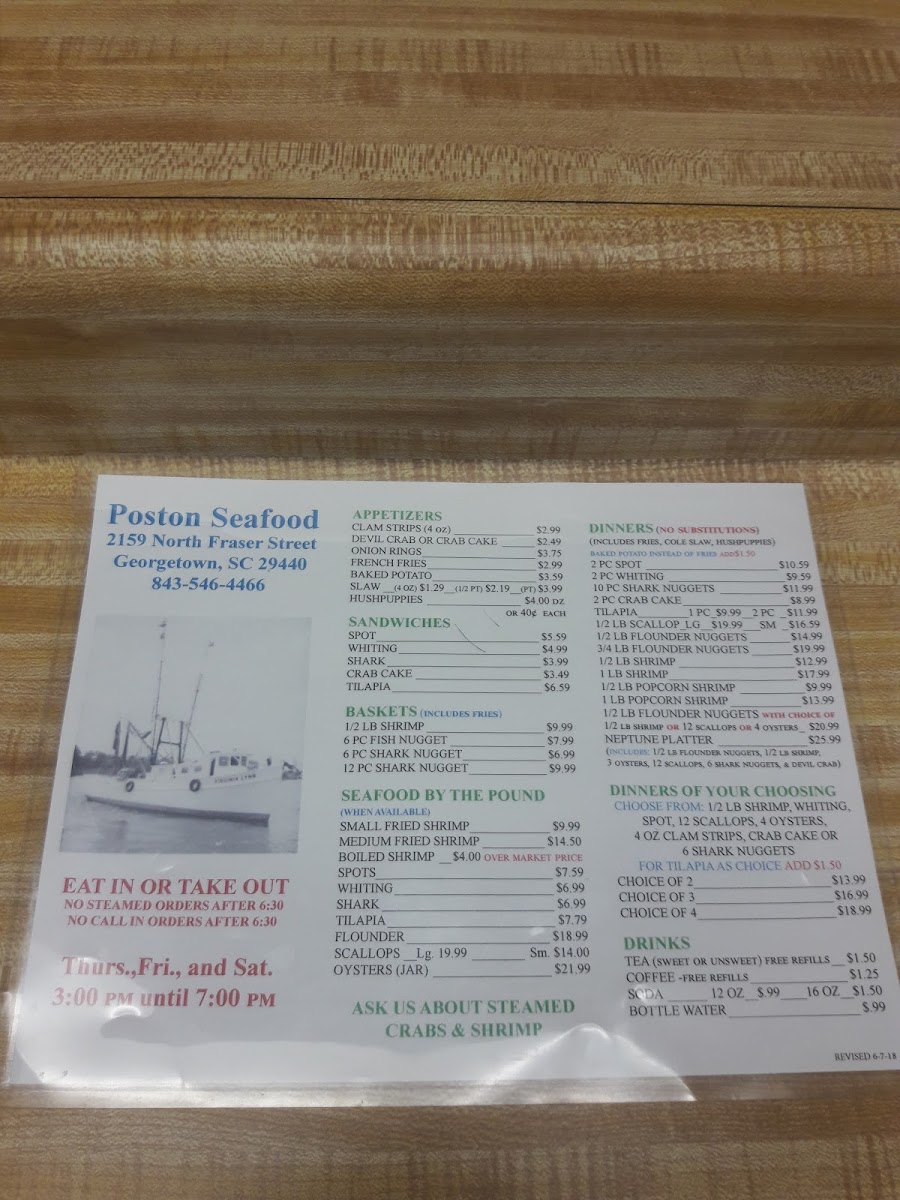 Poston Seafood
2159 North Fraser Street
Georgetown, SC 29440
843-546-4466
VIRGINIA LYNN
EAT IN OR TAKE OUT
NO STEAMED ORDERS AFTER 6:30
NO CALL IN ORDERS AFTER 6:30
Thurs.,Fri., and Sat.
3:00 PM until 7:00 PM
APPETIZERS
CLAM STRIPS (4 oz) $2.99
DEVIL CRAB OR CRAB CAKE $2.49
ONION RINGS $3.75
FRENCH FRIES $2.99
BAKED POTATO $3.59
SLAW (4 OZ) $1.29 (1/2 PT) $2.19 (PT) $3.99
HUSHPUPPIES $4.00 DZ
OR 40¢ EACH
SANDWICHES
SPOT $5.59
WHITING $4.99
SHARK $3.99
CRAB CAKE $3.49
TILAPIA $6.59
BASKETS (INCLUDES FRIES)
1/2 LB SHRIMP $9.99
6 PC FISH NUGGET $7.99
6 PC SHARK NUGGET $6.99
12 PC SHARK NUGGET $9.99
SEAFOOD BY THE POUND
(WHEN AVAILABLE)
SMALL FRIED SHRIMP $9.99
MEDIUM FRIED SHRIMP $14.50
BOILED SHRIMP $4.00 OVER MARKET PRICE
SPOTS $7.59
WHITING $6.99
SHARK $6.99
TILAPIA $7.79
FLOUNDER $18.99
SCALLOPS Lg. 19.99 Sm. $14.00
OYSTERS (JAR) $21.99
ASK US ABOUT STEAMED
CRABS & SHRIMP
DINNERS (NO SUBSTITUTIONS)
(INCLUDES FRIES, COLE SLAW, HUSHPUPPIES)
BAKED POTATO INSTEAD OF FRIES ADD $1.50
2 PC SPOT $10.59
2 PC WHITING $9.59
10 PC SHARK NUGGETS $11.99
2 PC CRAB CAKE $8.99
TILAPIA 1 PC $9.99 2 PC $11.99
1/2 LB SCALLOP LG $19.99 SM $16.59
1/2 LB FLOUNDER NUGGETS $14.99
3/4 LB FLOUNDER NUGGETS $19.99
1/2 LB SHRIMP $12.99
1 LB SHRIMP $17.99
1/2 LB POPCORN SHRIMP $9.99
1 LB POPCORN SHRIMP $13.99
1/2 LB FLOUNDER NUGGETS WITH CHOICE OF
1/2 LB SHRIMP OR 12 SCALLOPS OR 4 OYSTERS $20.99
NEPTUNE PLATTER $25.99
(INCLUDES: 1/2 LB FLOUNDER NUGGETS, 1/2 LB SHRIMP,
3 OYSTERS, 12 SCALLOPS, 6 SHARK NUGGETS, & DEVIL CRAB)
DINNERS OF YOUR CHOOSING
CHOOSE FROM: 1/2 LB SHRIMP, WHITING,
SPOT, 12 SCALLOPS, 4 OYSTERS,
4 OZ CLAM STRIPS, CRAB CAKE OR
6 SHARK NUGGETS
FOR TILAPIA AS CHOICE ADD $1.50
CHOICE OF 2 $13.99
CHOICE OF 3 $16.99
CHOICE OF 4 $18.99
DRINKS
TEA (SWEET OR UNSWEET) FREE REFILLS $1.50
COFFEE -FREE REFILLS $1.25
SODA 12 OZ $.99 16 OZ $1.50
BOTTLE WATER $.99
REVISED 6-7-18